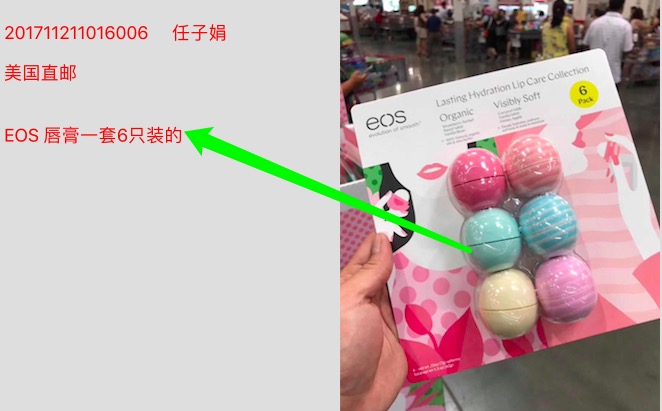 201711211016006 任子娟
美国直邮
EOS 唇膏一套6只装的
eos
evolution of smooth
Lasting Hydration Lip Care Collection
Organic
Visibly Soft
6
Pack